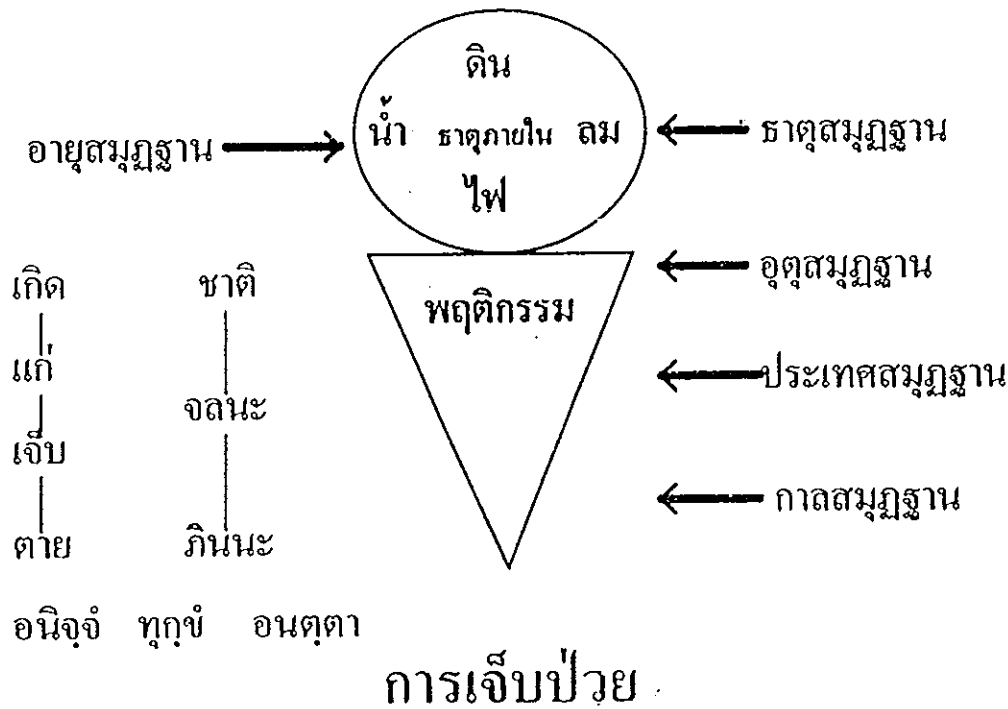 ดิน
น้ำ ธาตุภายใน ลม
ไฟ
อายุสมุฏฐาน
ธาตุสมุฏฐาน
อุตุสมุฏฐาน
ประเทศสมุฏฐาน
กาลสมุฏฐาน
พฤติกรรม
เกิด
แก่
เจ็บ
ตาย
ชาติ
จลนะ
ภินนะ
อนิจฺจํ ทุกฺขํ อนตฺตา
การเจ็บป่วย